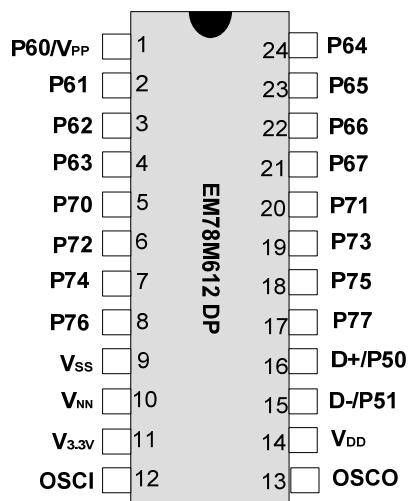 P60/VPP 1 24 P64
P61 2 23 P65
P62 3 22 P66
P63 4 21 P67
P70 5 20 P71
P72 6 19 P73
P74 7 18 P75
P76 8 17 P77
VSS 9 16 D+/P50
VNN 10 15 D-/P51
V3.3V 11 14 VDD
OSCI 12 13 OSCO
EM78M612 DP